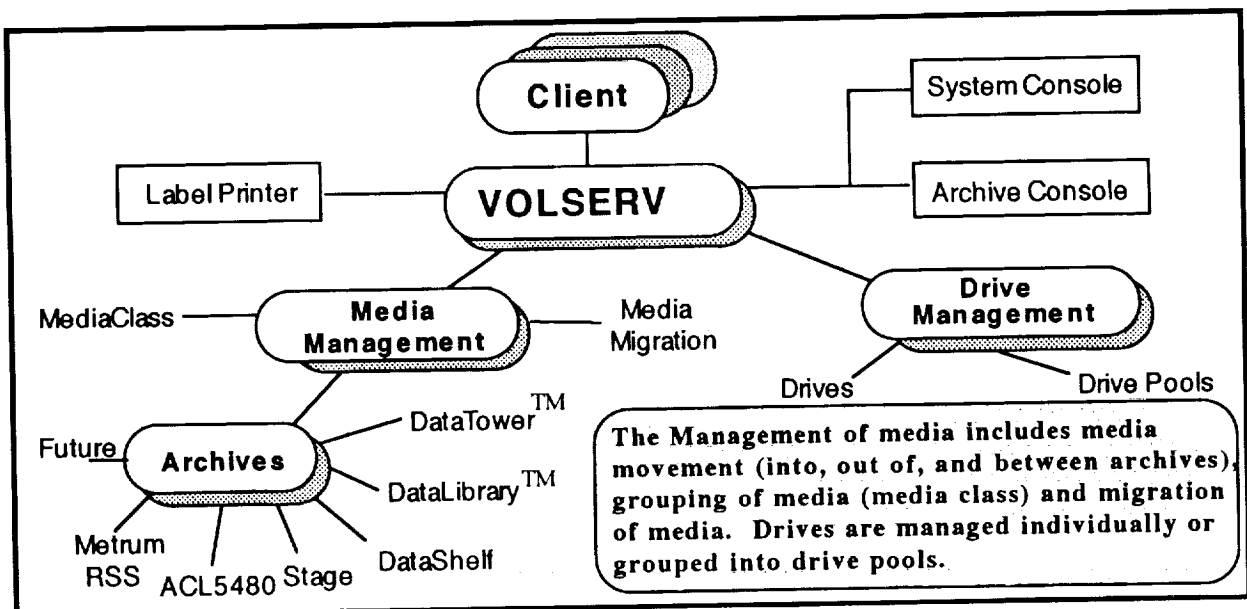 Client
System Console
Label Printer
VOLSERV
Archive Console
MediaClass
Media
Management
Media
Migration
Drive
Management
Drives
Drive Pools
DataTower™
Future
Archives
DataLibrary™
Metrum
RSS
ACL5480
Stage
DataShelf
The Management of media includes media
movement (into, out of, and between archives),
grouping of media (media class) and migration
of media. Drives are managed individually or
grouped into drive pools.